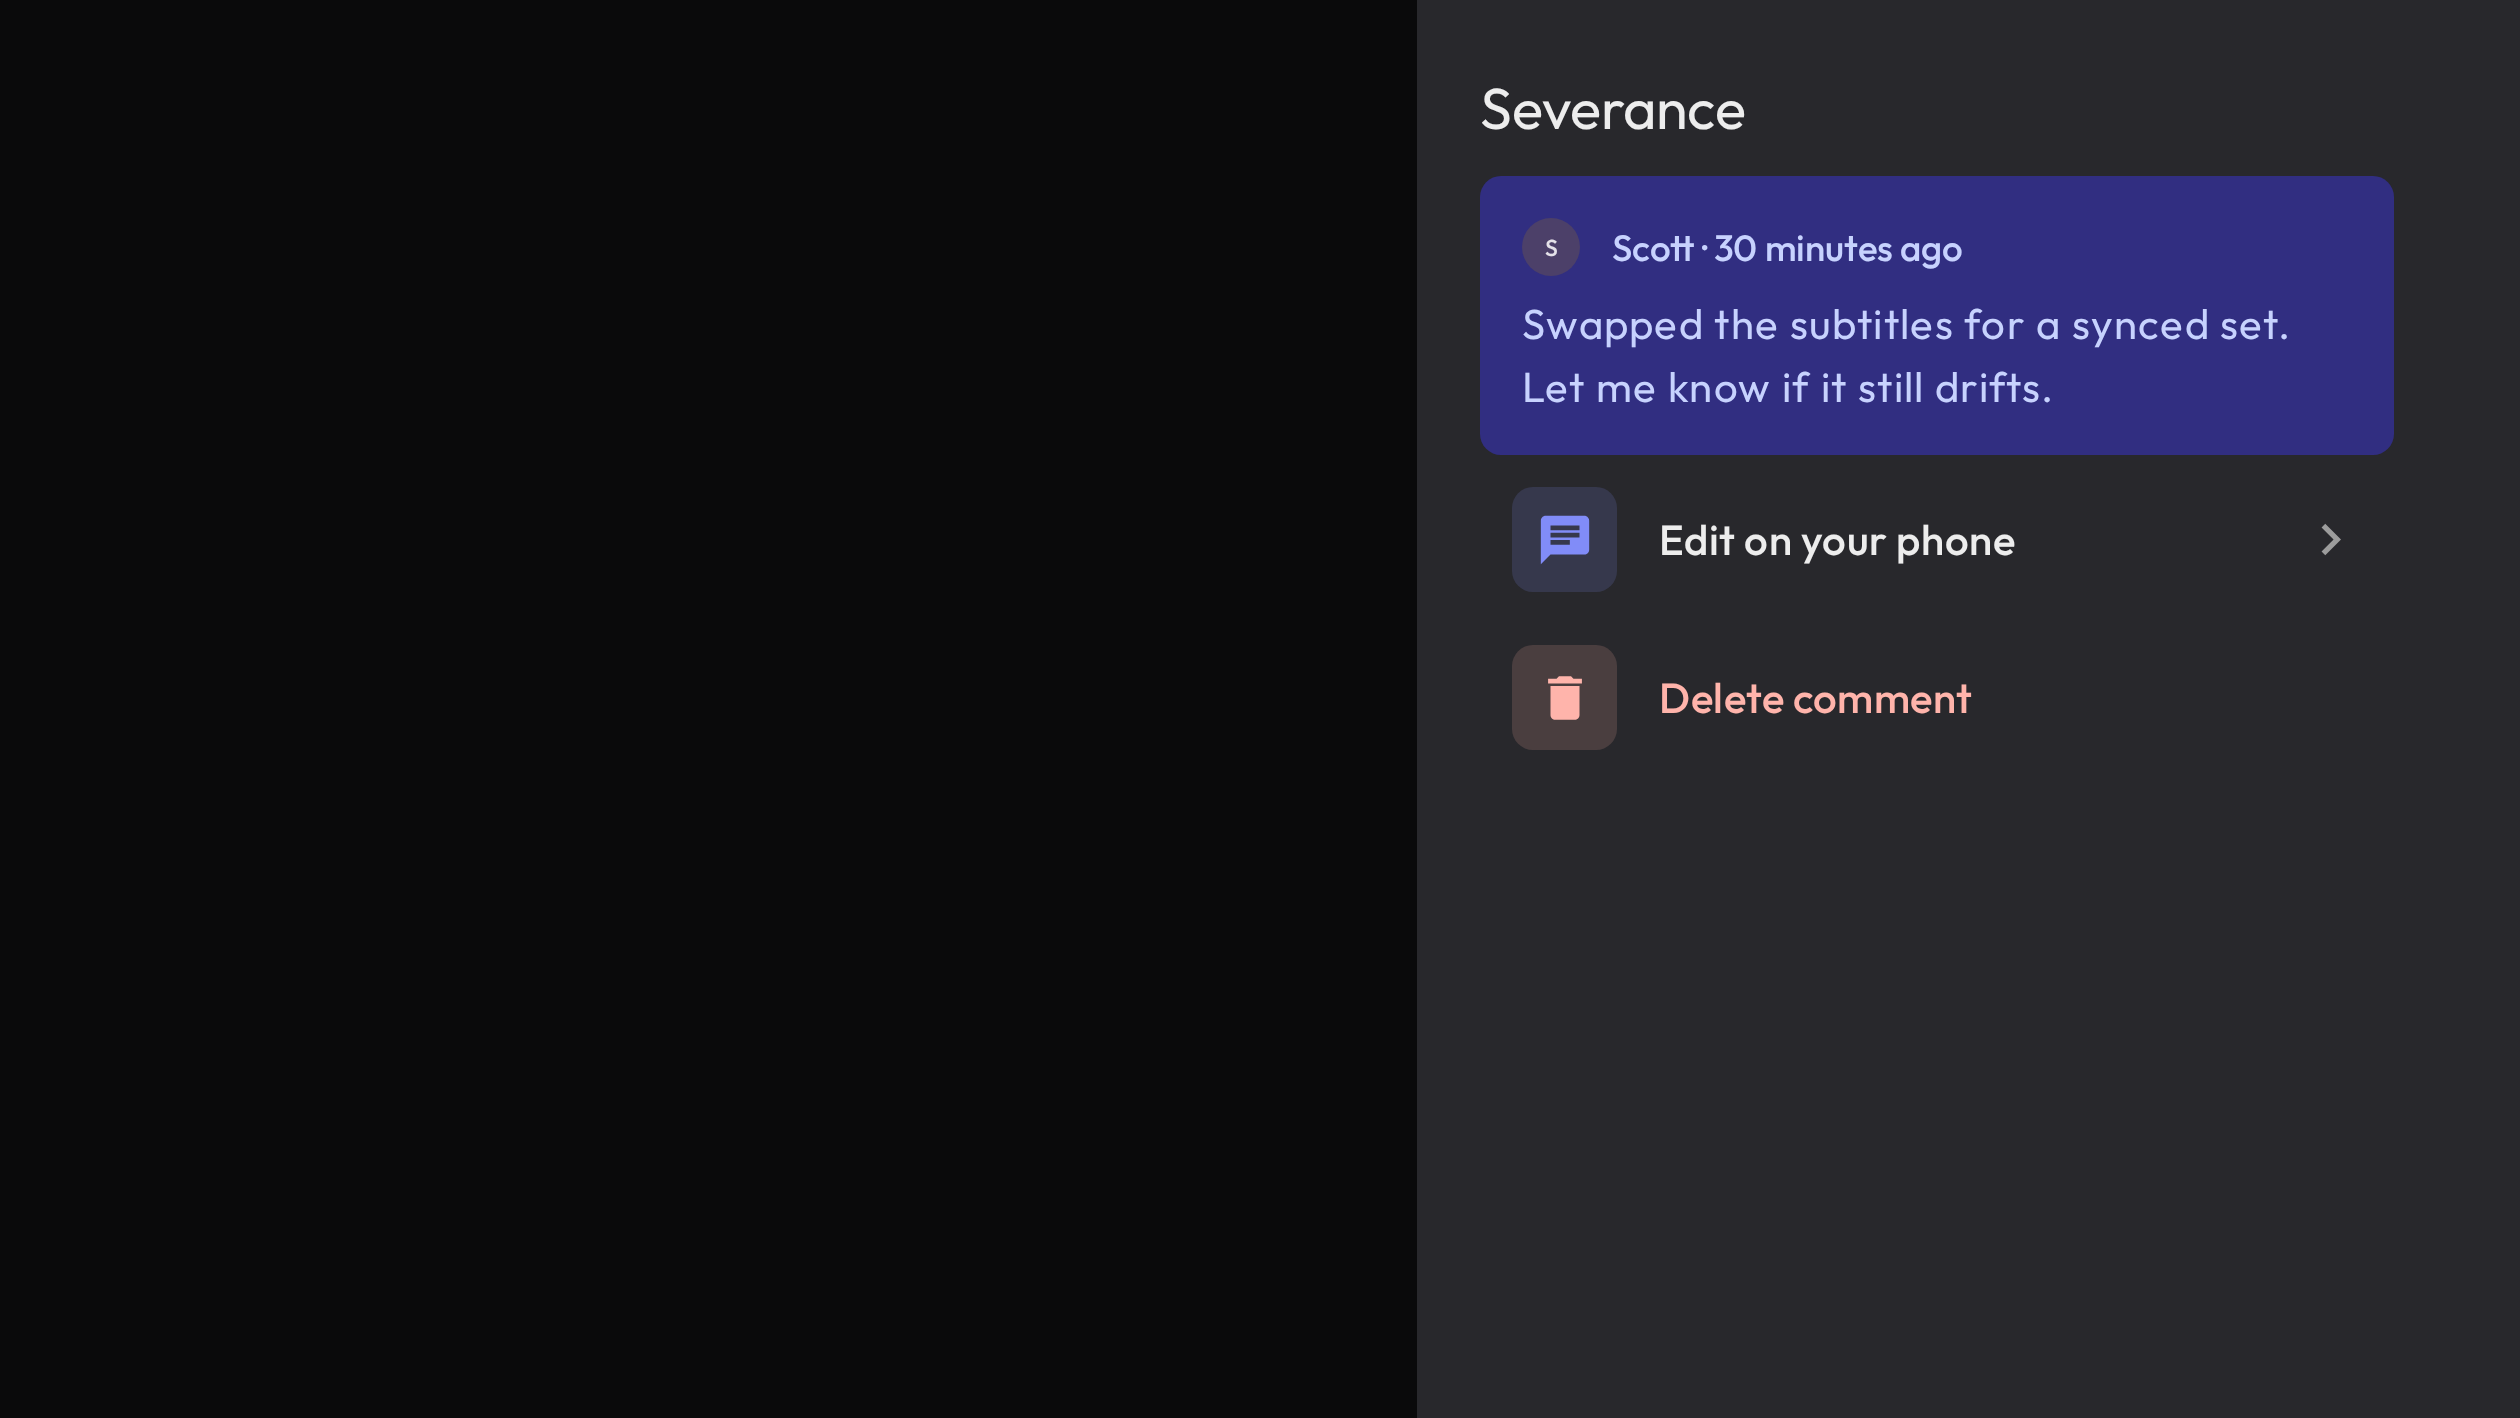 Severance
S
Scott · 30 minutes ago
Swapped the subtitles for a synced set.
Let me know if it still drifts.
Edit on your phone
Delete comment